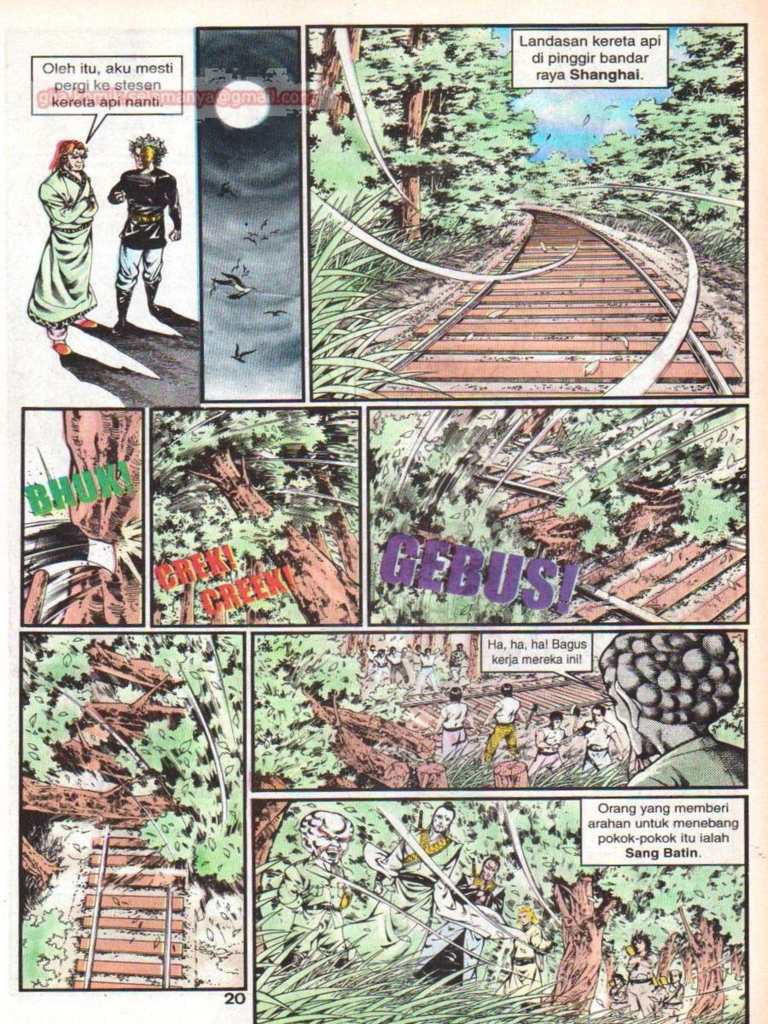 Oleh itu, aku mesti
pergi ke stesen
kereta api nanti.
Landasan kereta api
di pinggir bandar
raya Shanghai.
BHUK!
CREK!
CREEK!
GEBUS!
Ha, ha, ha! Bagus
kerja mereka ini!
Orang yang memberi
arahan untuk menebang
pokok-pokok itu ialah
Sang Batin.
20